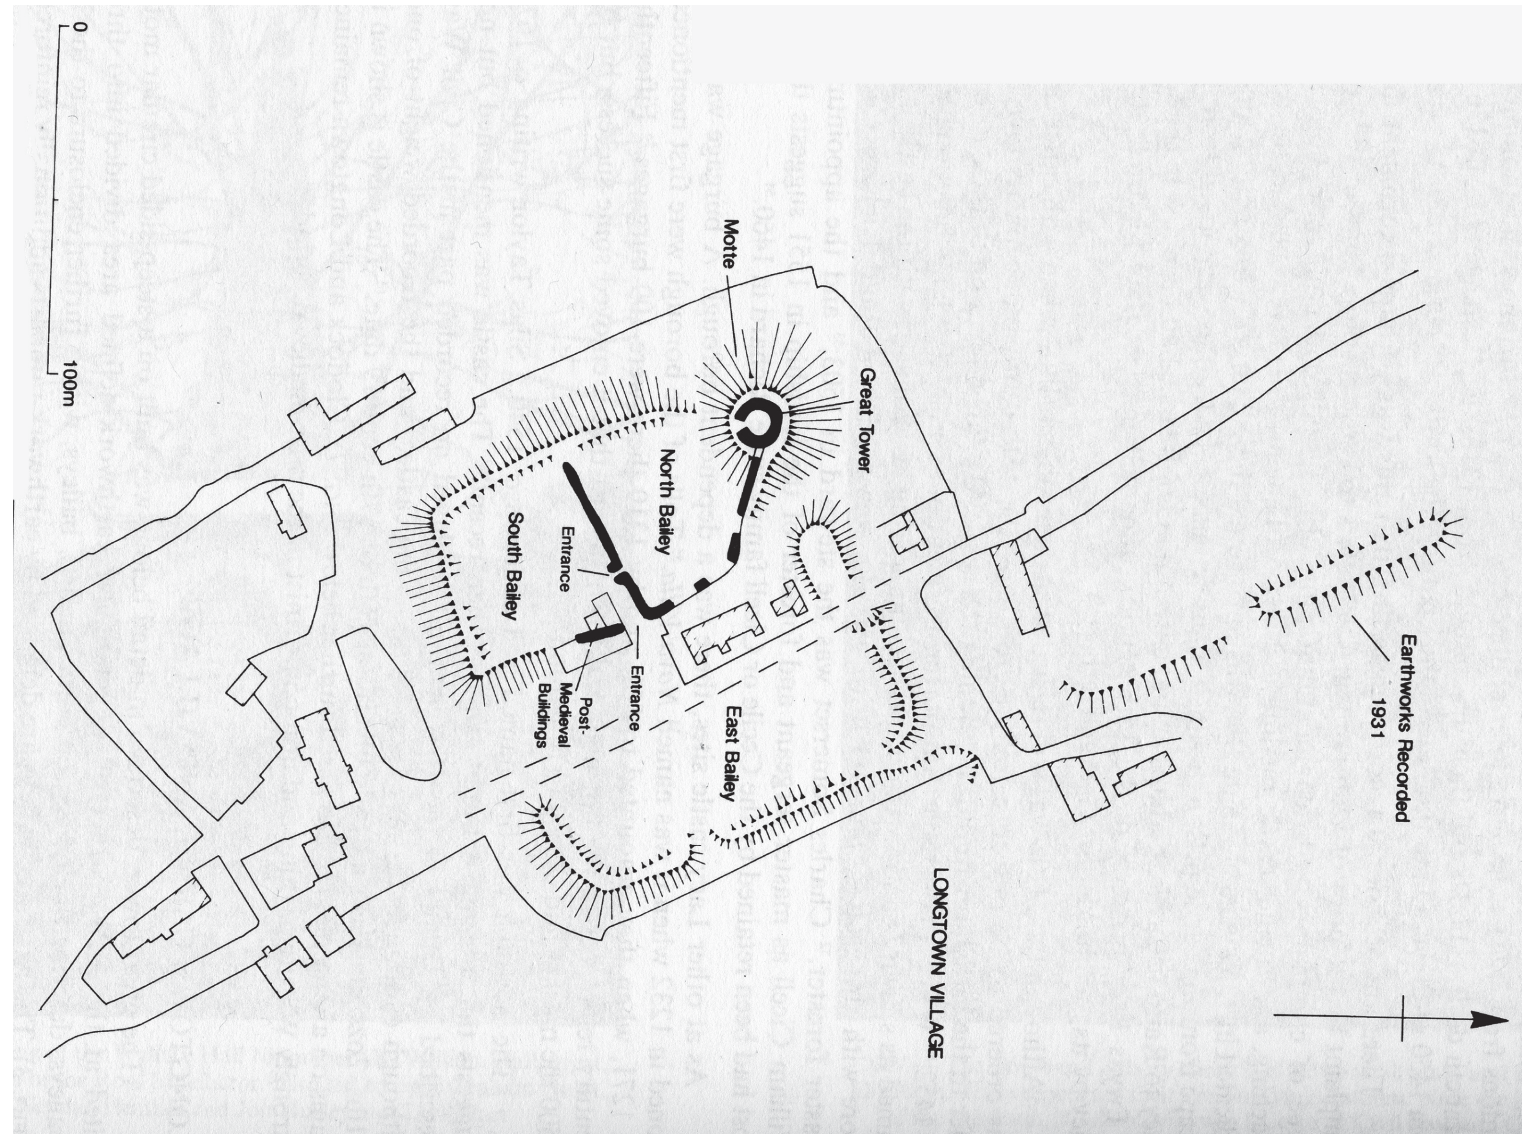 Earthworks Recorded
1931
LONGTOWN VILLAGE
Great Tower
Motte
East Bailey
North Bailey
Entrance
Post-
Medieval
Buildings
Entrance
South Bailey
0
100m